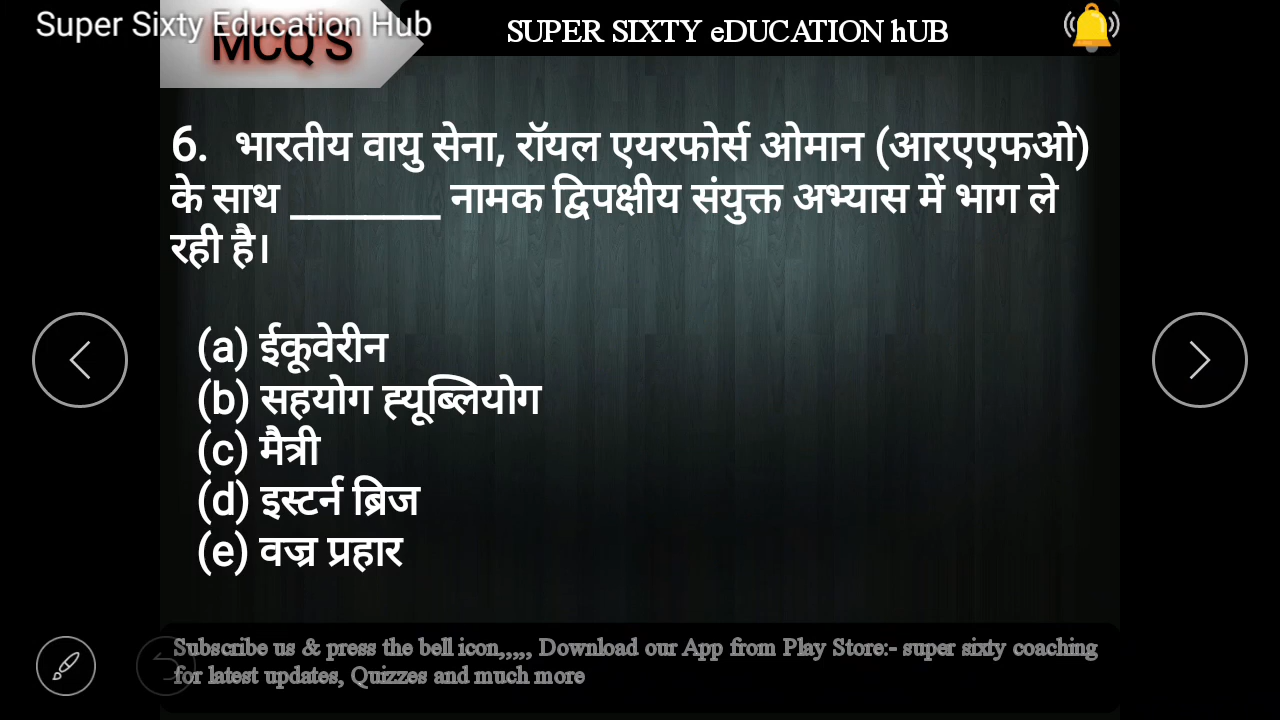 Super Sixty Education Hub
MCQ'S
SUPER SIXTY eDUCATION hUB
6. भारतीय वायु सेना, रॉयल एयरफोर्स ओमान (आरएएफओ)
के साथ ________ नामक द्विपक्षीय संयुक्त अभ्यास में भाग ले
रही है।
(a) ईकूवेरीन
(b) सहयोग ह्यूब्लियोग
(c) मैत्री
(d) इस्टर्न ब्रिज
(e) वज्र प्रहार
Subscribe us & press the bell icon,,,,, Download our App from Play Store:- super sixty coaching
for latest updates, Quizzes and much more